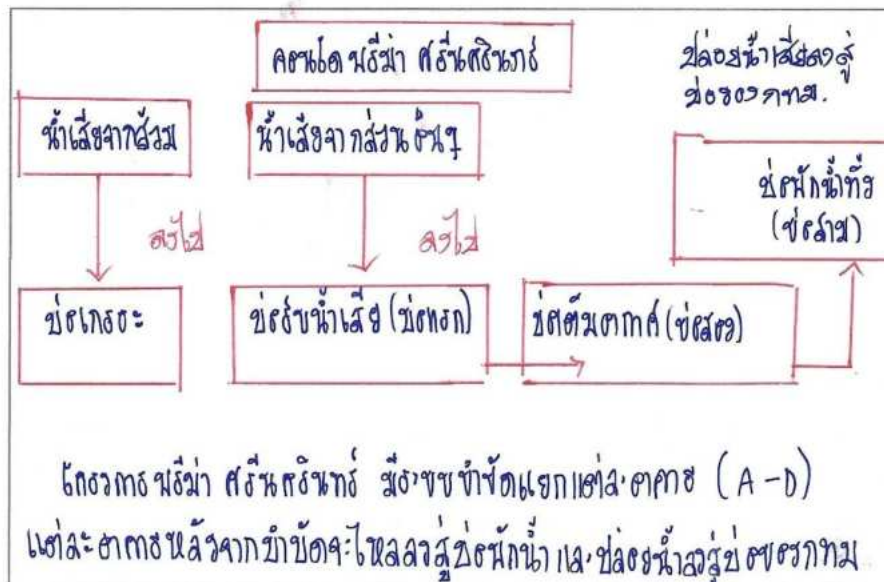 คอนโด พรีม่า ศรีนครินทร์
ปล่อยน้ำเสียลงสู่
บ่อของกทม.
น้ำเสียจากส้วม
น้ำเสียจากส่วนอื่นๆ
บ่อพักน้ำทิ้ง
(บ่อสาม)
ลงไป
ลงไป
บ่อเกรอะ
บ่อรับน้ำเสีย (บ่อแรก)
บ่อเติมอากาศ (บ่อสอง)
โครงการ พรีม่า ศรีนครินทร์ มีระบบบำบัดแยกแต่ละอาคาร (A-D)
แต่ละอาคารหลังจากบำบัดจะไหลลงสู่บ่อพักน้ำ และปล่อยน้ำลงสู่บ่อของกทม